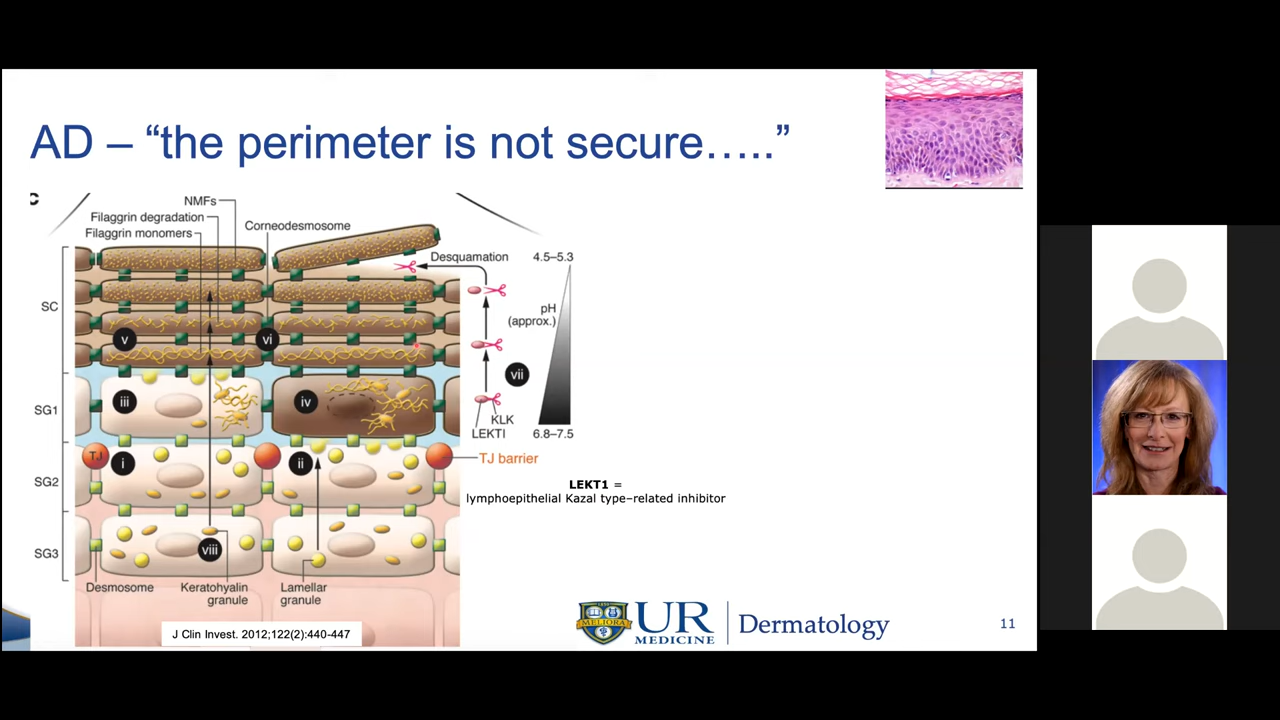 AD – “the perimeter is not secure…..”
C
NMFs
Filaggrin degradation
Filaggrin monomers
Corneodesmosome
Desquamation
4.5–5.3
SC
pH
(approx.)
v
vi
vii
SG1
iii
iv
KLK
LEKTI
6.8–7.5
TJ
i
ii
TJ barrier
SG2
LEKT1 =
lymphoepithelial Kazal type–related inhibitor
SG3
viii
Desmosome
Keratohyalin
granule
Lamellar
granule
J Clin Invest. 2012;122(2):440-447
MELIORA
UR
MEDICINE
Dermatology
11